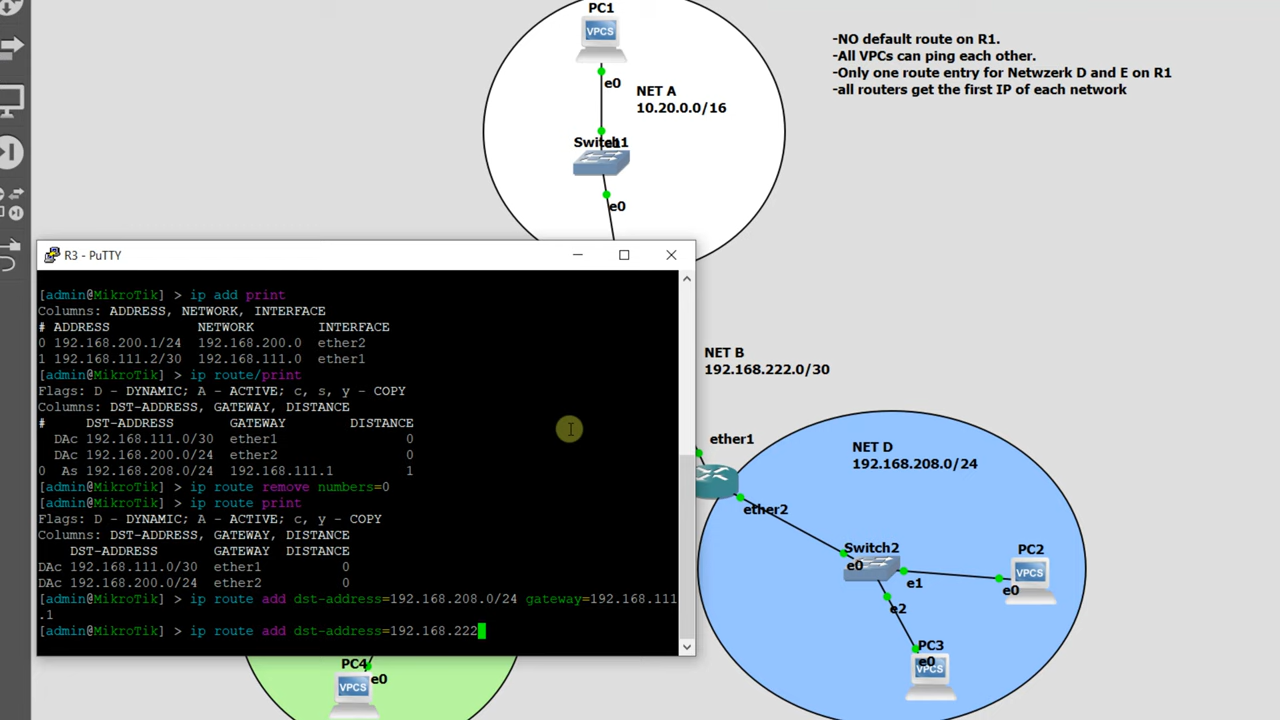 PC1
VPCS
e0
NET A
10.20.0.0/16
Switch1
e0
-NO default route on R1.
-All VPCs can ping each other.
-Only one route entry for Netwzerk D and E on R1
-all routers get the first IP of each network
R3 - PuTTY
[admin@MikroTik] > ip add print
Columns: ADDRESS, NETWORK, INTERFACE
# ADDRESS NETWORK INTERFACE
0 192.168.200.1/24 192.168.200.0 ether2
1 192.168.111.2/30 192.168.111.0 ether1
[admin@MikroTik] > ip route/print
Flags: D - DYNAMIC; A - ACTIVE; c, s, y - COPY
Columns: DST-ADDRESS, GATEWAY, DISTANCE
# DST-ADDRESS GATEWAY DISTANCE
DAc 192.168.111.0/30 ether1 0
DAc 192.168.200.0/24 ether2 0
0 As 192.168.208.0/24 192.168.111.1 1
[admin@MikroTik] > ip route remove numbers=0
[admin@MikroTik] > ip route print
Flags: D - DYNAMIC; A - ACTIVE; c, y - COPY
Columns: DST-ADDRESS, GATEWAY, DISTANCE
DST-ADDRESS GATEWAY DISTANCE
DAc 192.168.111.0/30 ether1 0
DAc 192.168.200.0/24 ether2 0
[admin@MikroTik] > ip route add dst-address=192.168.208.0/24 gateway=192.168.111
.1
[admin@MikroTik] > ip route add dst-address=192.168.222
NET B
192.168.222.0/30
ether1
ether2
NET D
192.168.208.0/24
Switch2
e0
e1
e2
PC2
VPCS
e0
PC3
e0
VPCS
PC4
e0
VPCS